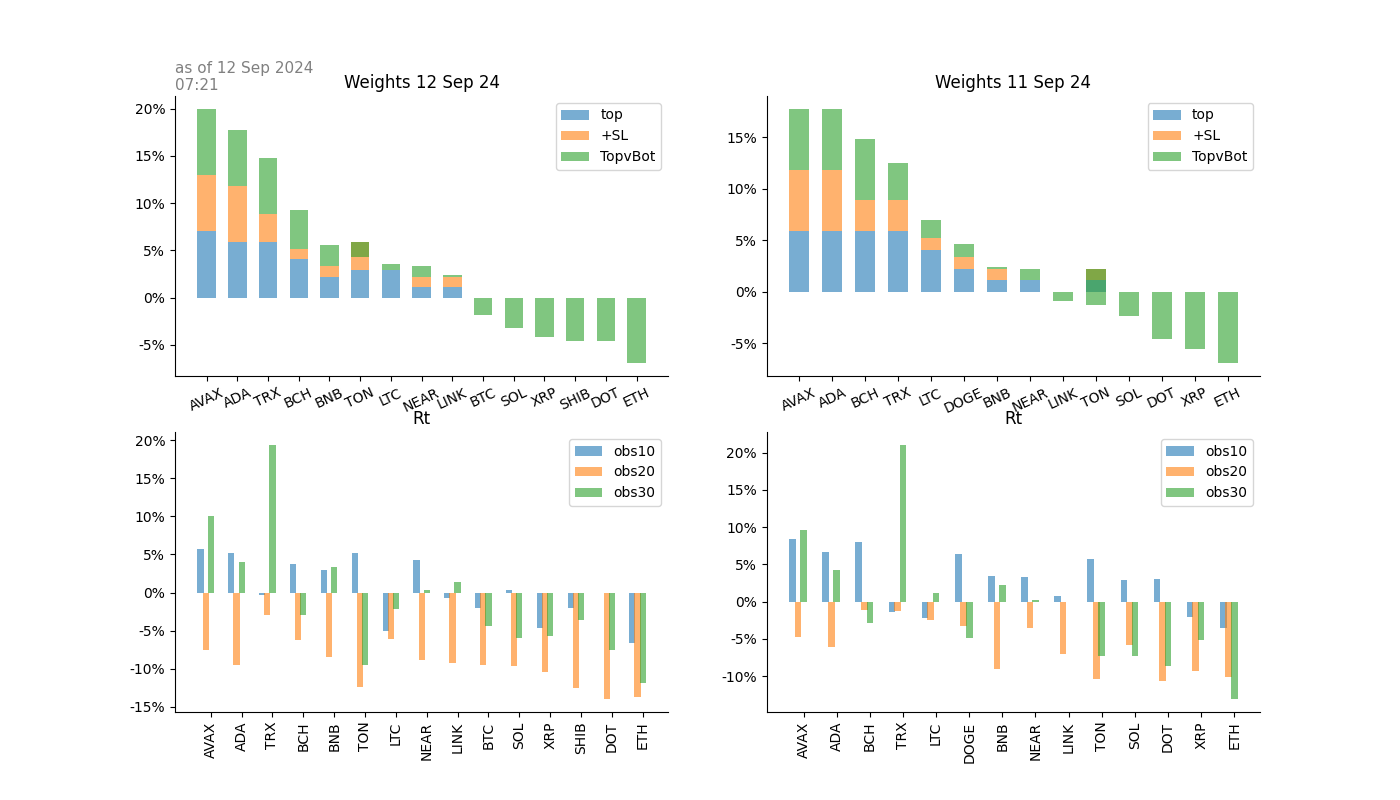 as of 12 Sep 2024
07:21
Weights 12 Sep 24
20%
15%
10%
5%
0%
-5%
top
+SL
TopvBot
AVAX ADA TRX BCH BNB TON LTC NEAR LINK BTC SOL XRP SHIB DOT ETH
Weights 11 Sep 24
15%
10%
5%
0%
-5%
top
+SL
TopvBot
AVAX ADA BCH TRX LTC DOGE BNB NEAR LINK TON SOL DOT XRP ETH
Rt
20%
15%
10%
5%
0%
-5%
-10%
-15%
obs10
obs20
obs30
AVAX ADA TRX BCH BNB TON LTC NEAR LINK BTC SOL XRP SHIB DOT ETH
Rt
20%
15%
10%
5%
0%
-5%
-10%
obs10
obs20
obs30
AVAX ADA BCH TRX LTC DOGE BNB NEAR LINK TON SOL DOT XRP ETH